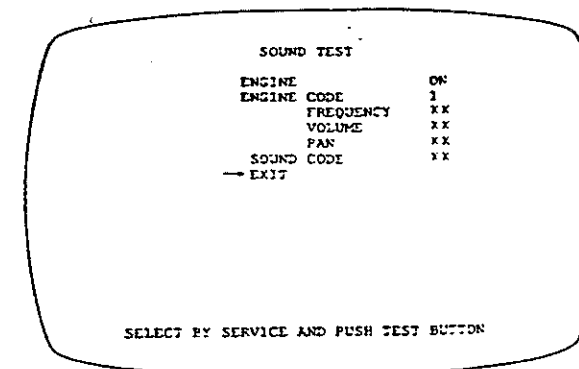 SOUND TEST
ENGINE ON
ENGINE CODE 1
FREQUENCY XX
VOLUME XX
PAN XX
SOUND CODE XX
→ EXIT
SELECT BY SERVICE AND PUSH TEST BUTTON